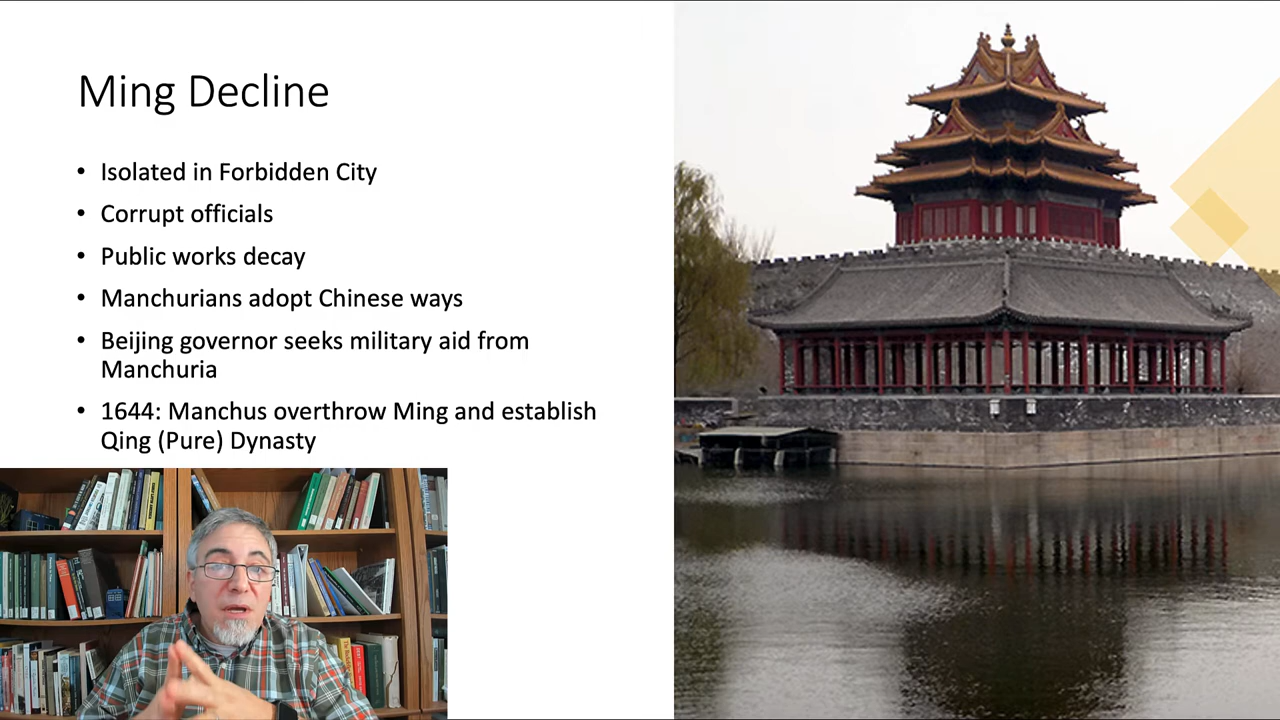 Ming Decline
• Isolated in Forbidden City
• Corrupt officials
• Public works decay
• Manchurians adopt Chinese ways
• Beijing governor seeks military aid from
Manchuria
• 1644: Manchus overthrow Ming and establish
Qing (Pure) Dynasty